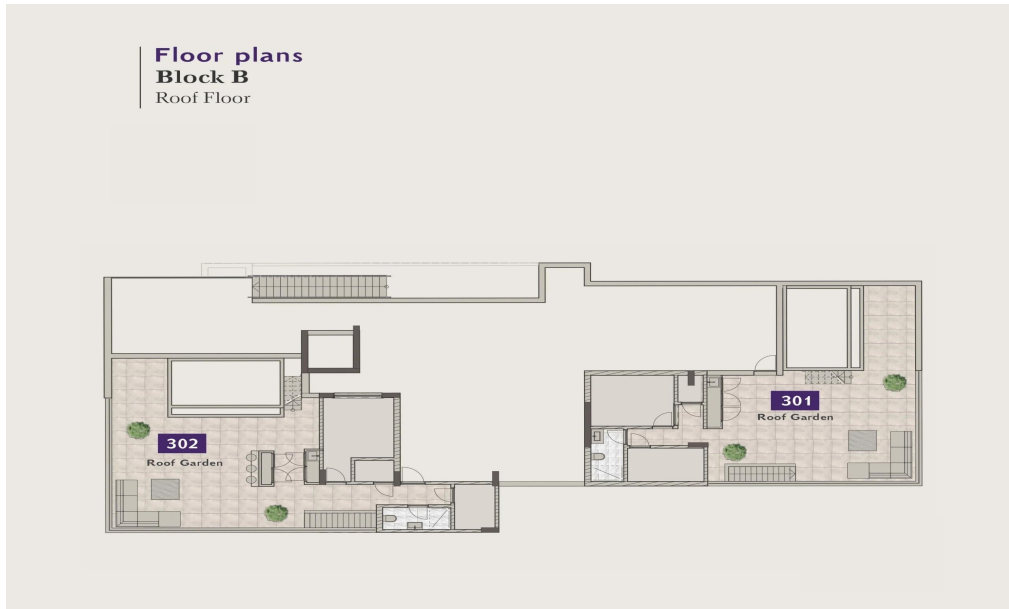 Floor plans
Block B
Roof Floor
301
Roof Garden
302
Roof Garden